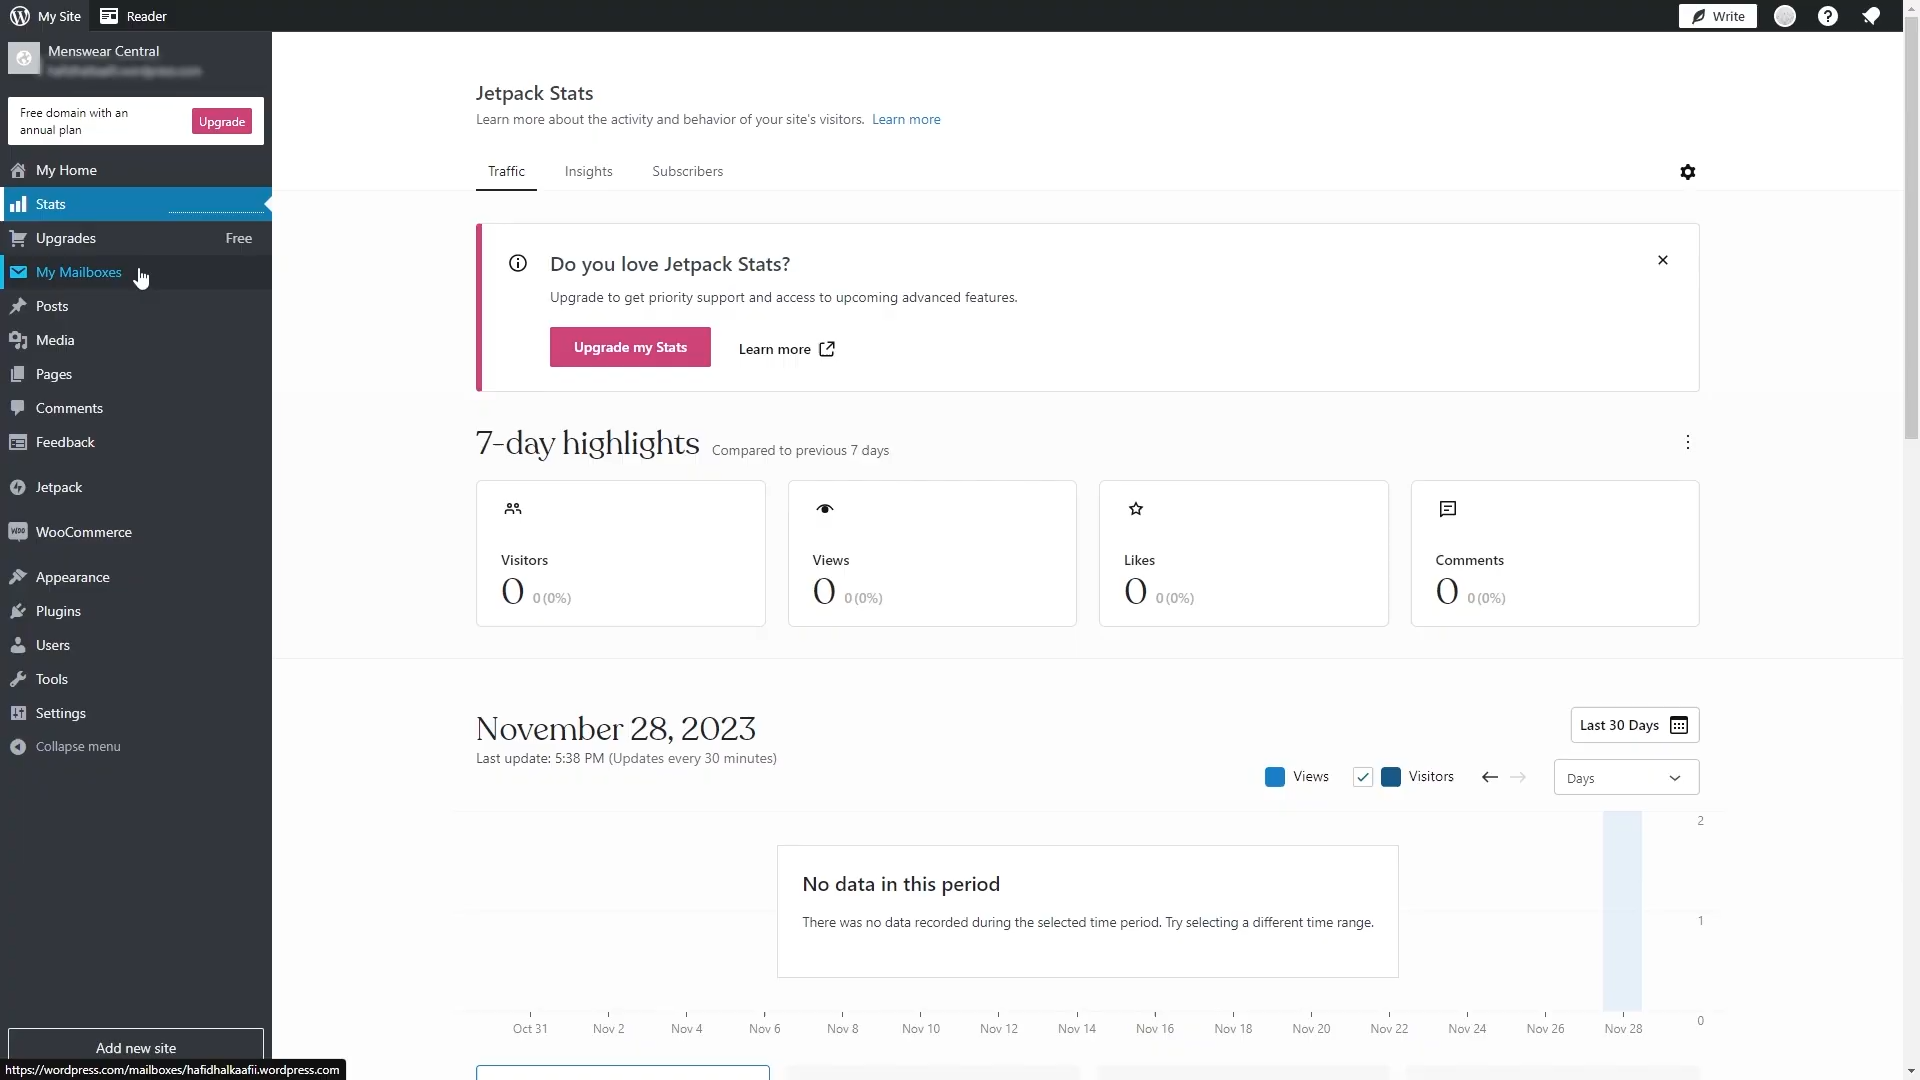 My Site
Reader
Write
Menswear Central
Free domain with an
annual plan
Upgrade
My Home
Stats
Upgrades
Free
My Mailboxes
Posts
Media
Pages
Comments
Feedback
Jetpack
WOO
WooCommerce
Appearance
Plugins
Users
Tools
Settings
Collapse menu
Add new site
https://wordpress.com/mailboxes/hafidhalkaafii.wordpress.com
Jetpack Stats
Learn more about the activity and behavior of your site's visitors. Learn more
Traffic
Insights
Subscribers
Do you love Jetpack Stats?
Upgrade to get priority support and access to upcoming advanced features.
Upgrade my Stats
Learn more
7-day highlights
Compared to previous 7 days
Visitors
0 0 (0%)
Views
0 0 (0%)
Likes
0 0 (0%)
Comments
0 0 (0%)
November 28, 2023
Last update: 5:38 PM (Updates every 30 minutes)
Last 30 Days
Views
Visitors
Days
2
1
0
No data in this period
There was no data recorded during the selected time period. Try selecting a different time range.
Oct 31
Nov 2
Nov 4
Nov 6
Nov 8
Nov 10
Nov 12
Nov 14
Nov 16
Nov 18
Nov 20
Nov 22
Nov 24
Nov 26
Nov 28